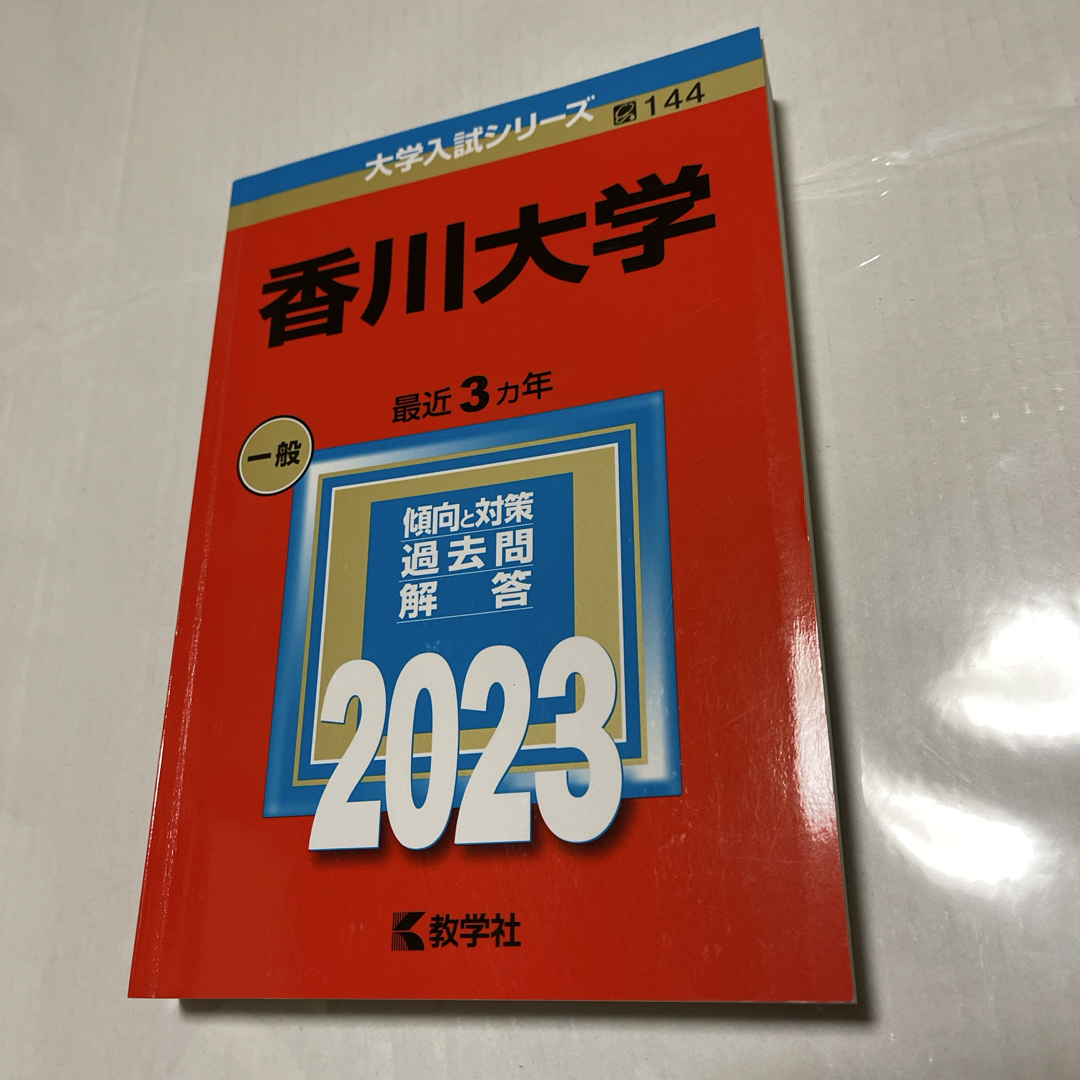 大学入試シリーズ 144
香川大学
最近3カ年
一般
傾向と対策
過去問
解答
2023
教学社